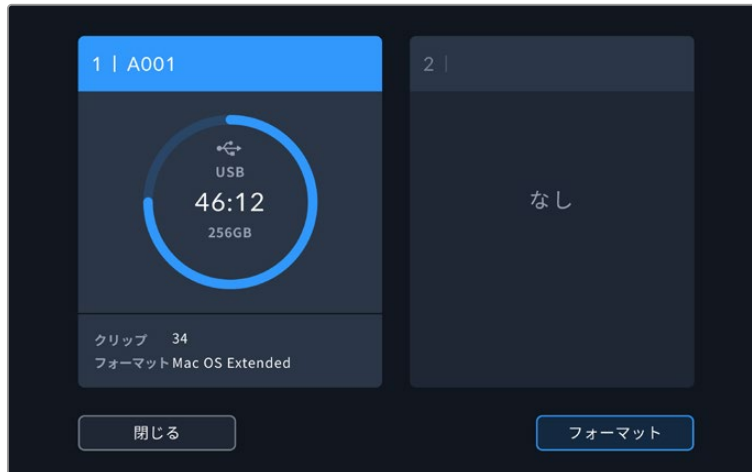 1 | A001
USB
46:12
256GB
クリップ 34
フォーマット Mac OS Extended
2 |
なし
閉じる
フォーマット